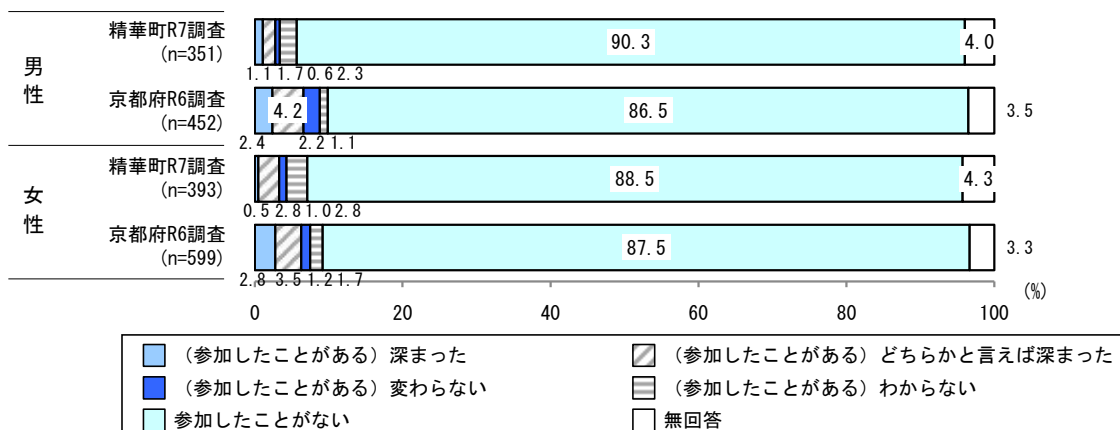 男性
精華町R7調査
(n=351)
90.3
4.0
1.1 1.7 0.6 2.3
京都府R6調査
(n=452)
4.2
86.5
3.5
2.4 2.2 1.1
女性
精華町R7調査
(n=393)
88.5
4.3
0.5 2.8 1.0 2.8
京都府R6調査
(n=599)
87.5
3.3
2.8 3.5 1.2 1.7
(%)
0 20 40 60 80 100
（参加したことがある）深まった
（参加したことがある）どちらかと言えば深まった
（参加したことがある）変わらない
（参加したことがある）わからない
参加したことがない
無回答